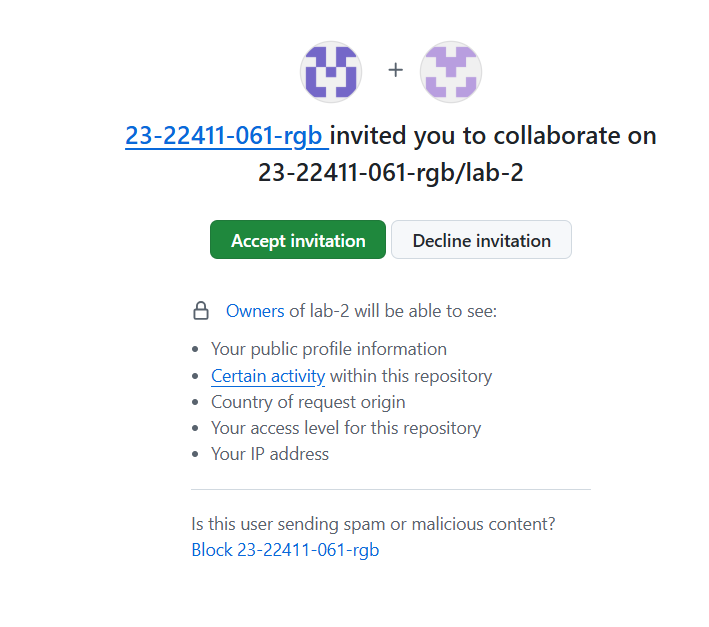 +
23-22411-061-rgb invited you to collaborate on
23-22411-061-rgb/lab-2
Accept invitation
Decline invitation
Owners of lab-2 will be able to see:
• Your public profile information
• Certain activity within this repository
• Country of request origin
• Your access level for this repository
• Your IP address
Is this user sending spam or malicious content?
Block 23-22411-061-rgb